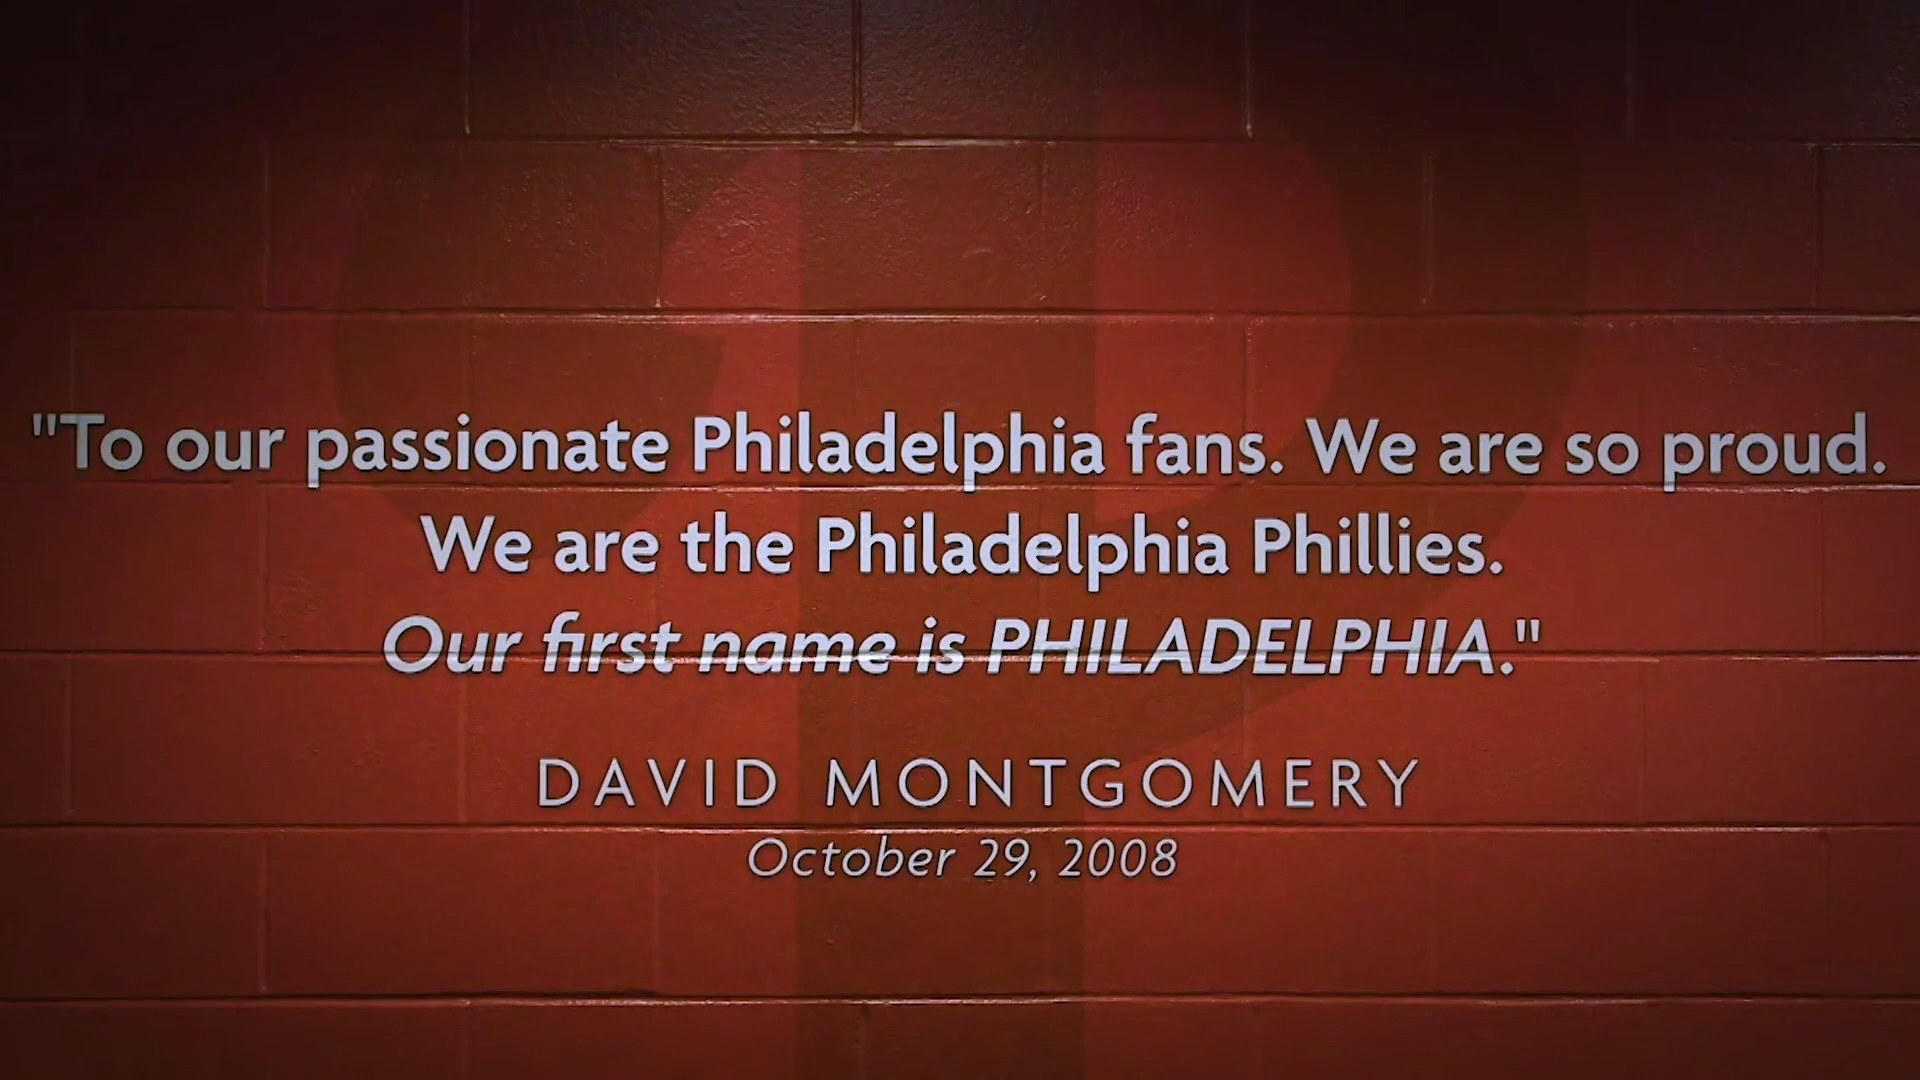 "To our passionate Philadelphia fans. We are so proud.
We are the Philadelphia Phillies.
Our first name is PHILADELPHIA."
DAVID MONTGOMERY
October 29, 2008